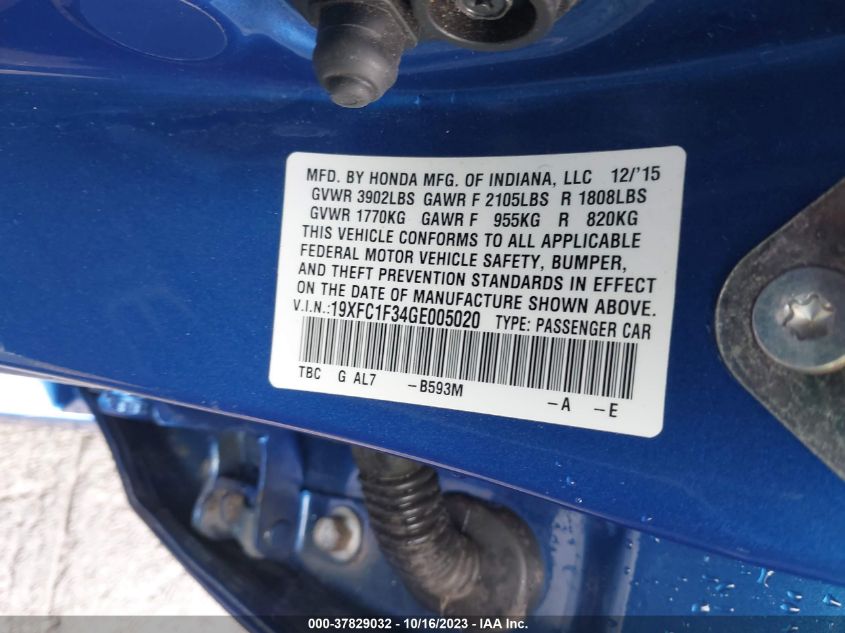 MFD. BY HONDA MFG. OF INDIANA, LLC 12/'15
GVWR 3902LBS GAWR F 2105LBS R 1808LBS
GVWR 1770KG GAWR F 955KG R 820KG
THIS VEHICLE CONFORMS TO ALL APPLICABLE
FEDERAL MOTOR VEHICLE SAFETY, BUMPER,
AND THEFT PREVENTION STANDARDS IN EFFECT
ON THE DATE OF MANUFACTURE SHOWN ABOVE.
V.I.N.:19XFC1F34GE005020 TYPE: PASSENGER CAR
TBC G AL7 -B593M -A -E
000-37829032 - 10/16/2023 - IAA Inc.